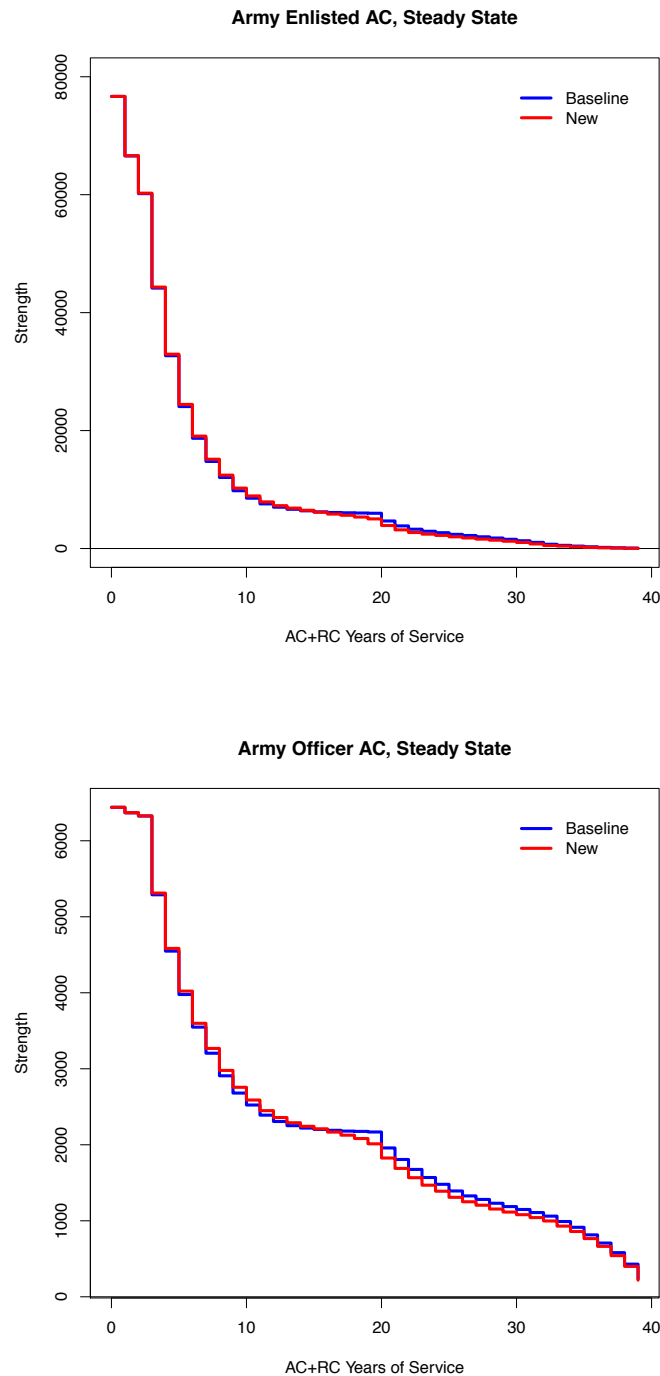 Army Enlisted AC, Steady State
80000
60000
40000
20000
0
Strength
Baseline
New
0 10 20 30 40
AC+RC Years of Service
Army Officer AC, Steady State
6000
5000
4000
3000
2000
1000
0
Strength
Baseline
New
0 10 20 30 40
AC+RC Years of Service